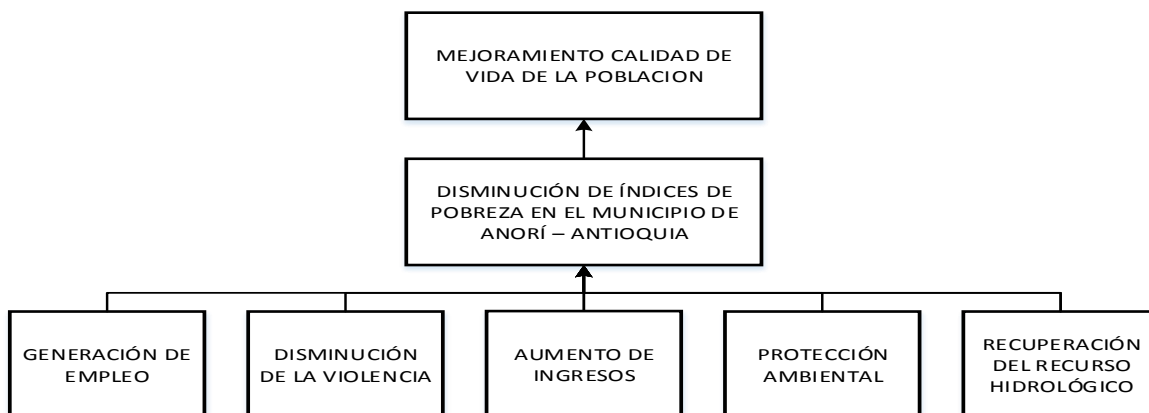 MEJORAMIENTO CALIDAD DE
VIDA DE LA POBLACION
DISMINUCIÓN DE ÍNDICES DE
POBREZA EN EL MUNICIPIO DE
ANORÍ – ANTIOQUIA
GENERACIÓN DE
EMPLEO
DISMINUCIÓN
DE LA VIOLENCIA
AUMENTO DE
INGRESOS
PROTECCIÓN
AMBIENTAL
RECUPERACIÓN
DEL RECURSO
HIDROLÓGICO